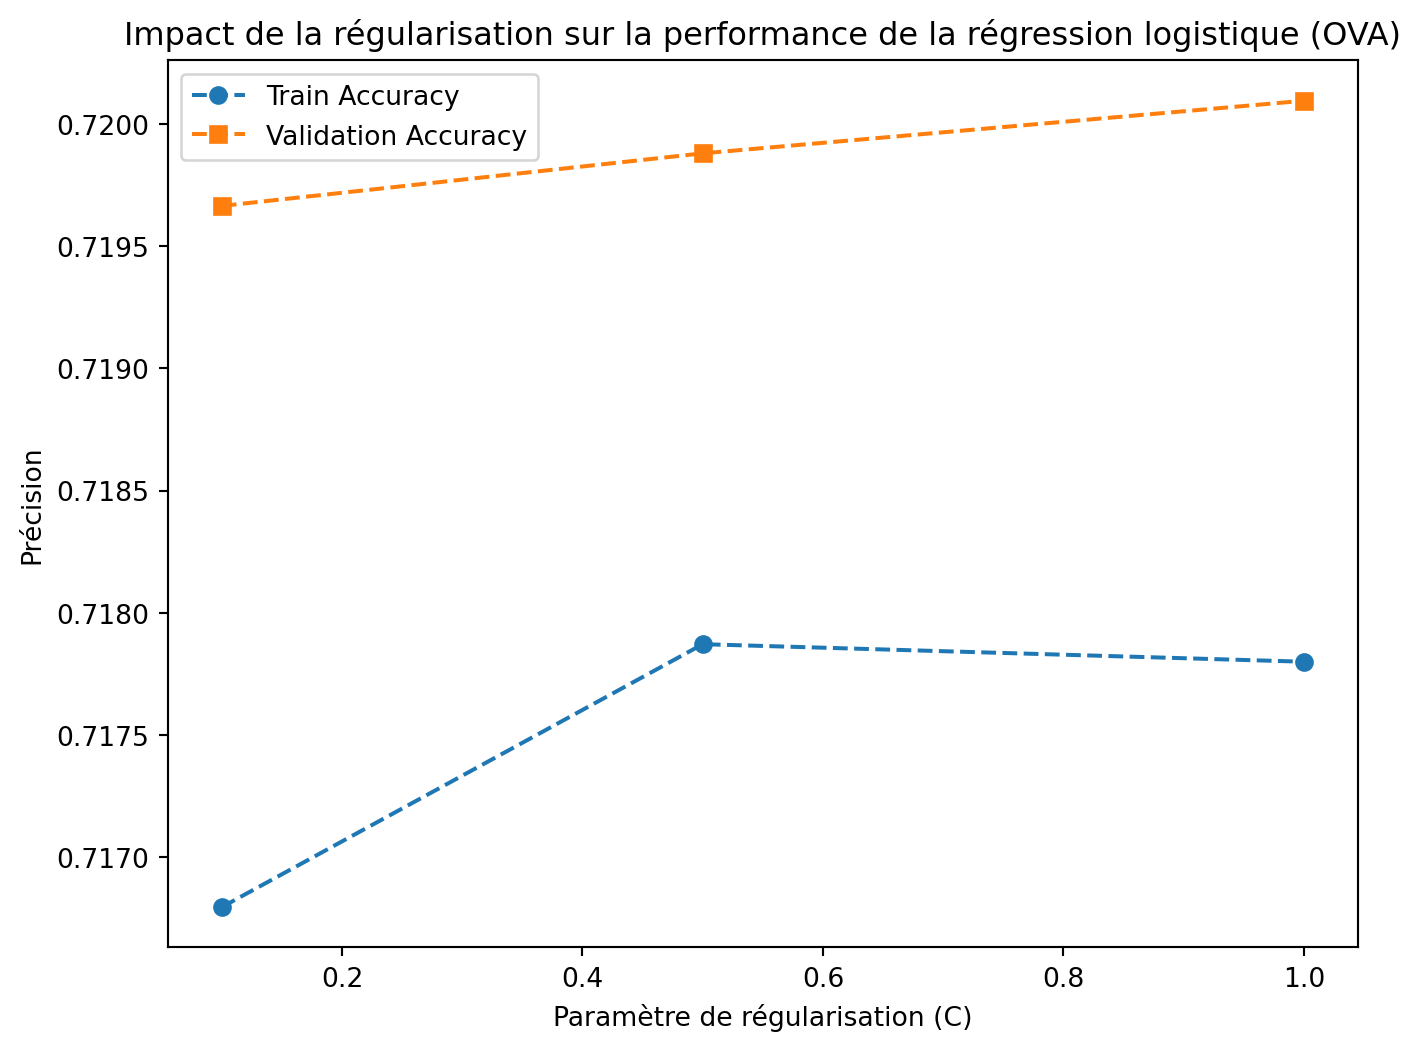 Impact de la régularisation sur la performance de la régression logistique (OVA)
Train Accuracy
Validation Accuracy
0.7200
0.7195
0.7190
0.7185
0.7180
0.7175
0.7170
Précision
0.2
0.4
0.6
0.8
1.0
Paramètre de régularisation (C)